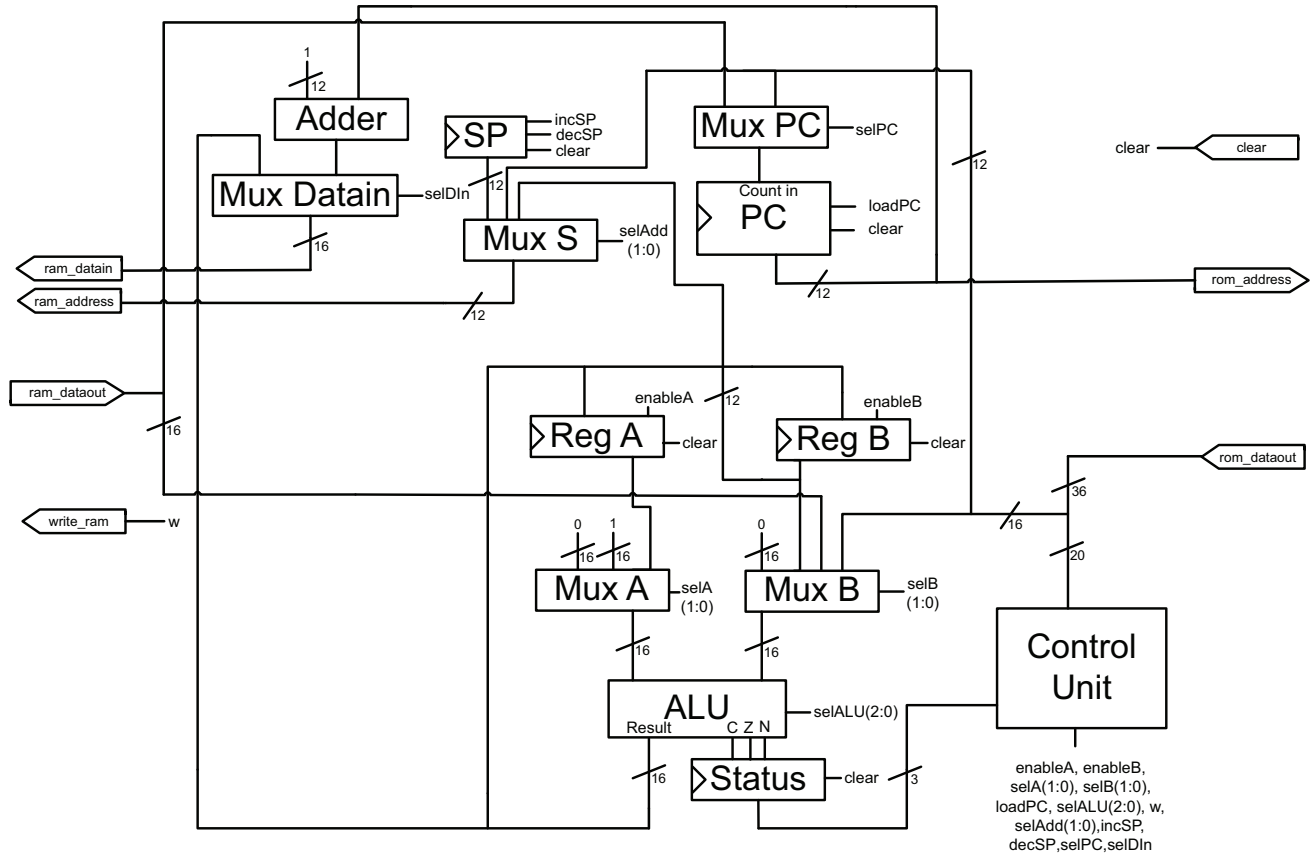 1
12
Adder
SP
incSP
decSP
clear
12
Mux PC
selPC
12
clear
clear
Mux Datain
selDIn
16
Mux S
selAdd
(1:0)
Count in
PC
loadPC
clear
12
ram_datain
ram_address
12
rom_address
ram_dataout
16
enableA
Reg A
clear
12
enableB
Reg B
clear
rom_dataout
36
16
20
write_ram
w
0
16
1
16
Mux A
selA
(1:0)
0
16
Mux B
selB
(1:0)
16
16
Control
Unit
ALU
Result
C Z N
selALU(2:0)
16
Status
clear
3
enableA, enableB,
selA(1:0), selB(1:0),
loadPC, selALU(2:0), w,
selAdd(1:0),incSP,
decSP,selPC,selDIn